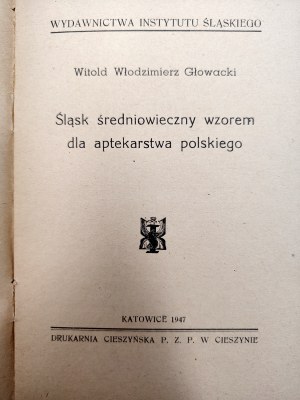 WYDAWNICTWA INSTYTUTU ŚLĄSKIEGO
Witold Włodzimierz Głowacki
Śląsk średniowieczny wzorem
dla aptekarstwa polskiego
KATOWICE 1947
DRUKARNIA CIESZYŃSKA P. Z. P. W CIESZYNIE